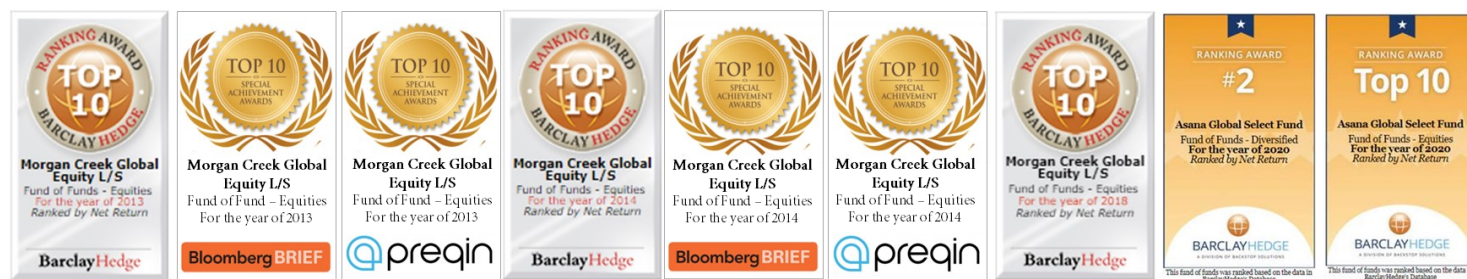 RANKING AWARD
TOP
10
BARCLAY HEDGE
Morgan Creek Global
Equity L/S
Fund of Funds - Equities
For the year of 2013
Ranked by Net Return
BarclayHedge
TOP 10
SPECIAL
ACHIEVEMENT
AWARDS
Morgan Creek Global
Equity L/S
Fund of Fund – Equities
For the year of 2013
Bloomberg BRIEF
TOP 10
SPECIAL
ACHIEVEMENT
AWARDS
Morgan Creek Global
Equity L/S
Fund of Fund – Equities
For the year of 2013
preqin
RANKING AWARD
TOP
10
BARCLAY HEDGE
Morgan Creek Global
Equity L/S
Fund of Funds - Equities
For the year of 2014
Ranked by Net Return
BarclayHedge
TOP 10
SPECIAL
ACHIEVEMENT
AWARDS
Morgan Creek Global
Equity L/S
Fund of Fund – Equities
For the year of 2014
Bloomberg BRIEF
TOP 10
SPECIAL
ACHIEVEMENT
AWARDS
Morgan Creek Global
Equity L/S
Fund of Fund – Equities
For the year of 2014
preqin
RANKING AWARD
TOP
10
BARCLAY HEDGE
Morgan Creek Global
Equity L/S
Fund of Funds - Equities
For the year of 2018
Ranked by Net Return
BarclayHedge
RANKING AWARD
#2
Asana Global Select Fund
Fund of Funds - Diversified
For the year of 2020
Ranked by Net Return
BARCLAYHEDGE
A DIVISION OF BACKSTOP SOLUTIONS
This fund of funds was ranked based on the data in
BarclayHedge's Database
RANKING AWARD
Top 10
Asana Global Select Fund
Fund of Funds - Equities
For the year of 2020
Ranked by Net Return
BARCLAYHEDGE
A DIVISION OF BACKSTOP SOLUTIONS
This fund of funds was ranked based on the data
BarclayHedge's Database